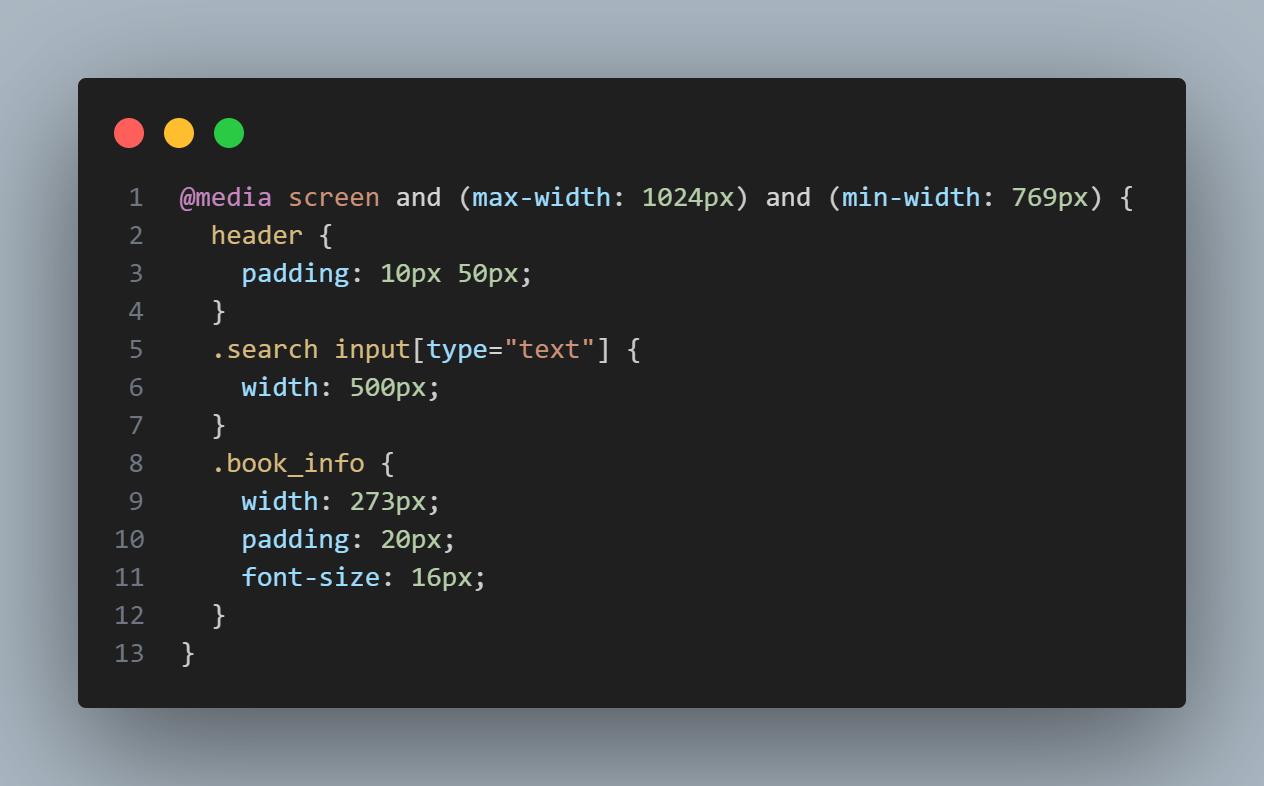 1 @media screen and (max-width: 1024px) and (min-width: 769px) {
2   header {
3     padding: 10px 50px;
4   }
5   .search input[type="text"] {
6     width: 500px;
7   }
8   .book_info {
9     width: 273px;
10     padding: 20px;
11     font-size: 16px;
12   }
13 }